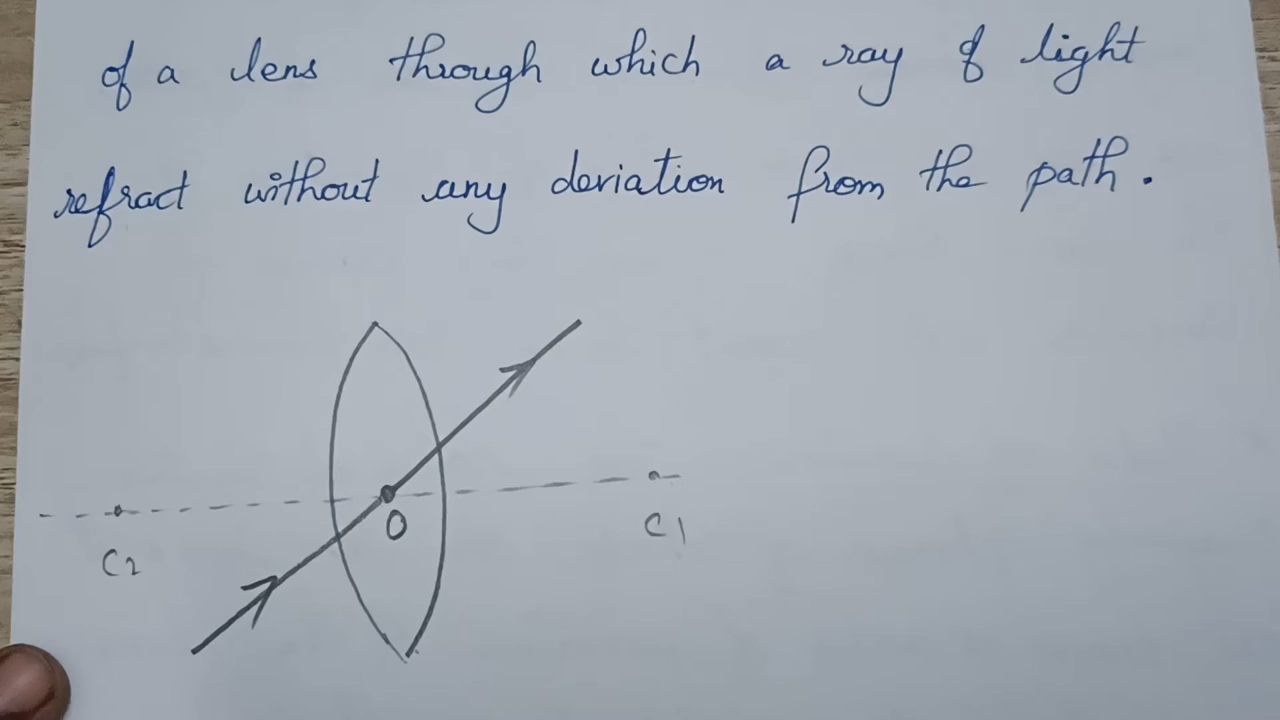 of a lens through which a ray of light
refract without any deviation from the path.
O
C2
C1